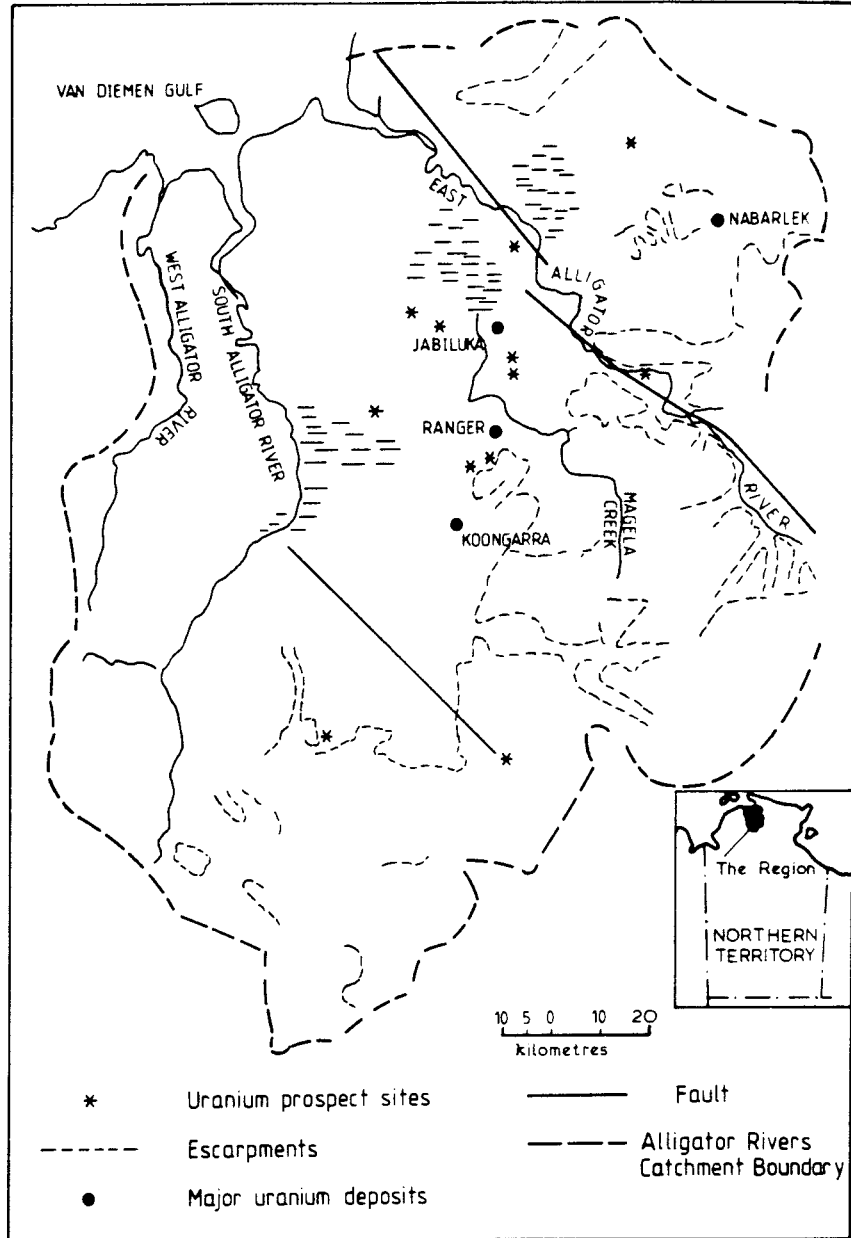 VAN DIEMEN GULF
EAST
ALLIGATOR
RIVER
NABARLEK
WEST ALLIGATOR
RIVER
SOUTH ALLIGATOR RIVER
JABILUKA
RANGER
MAGELA
CREEK
KOONGARRA
The Region
NORTHERN
TERRITORY
10 5 0 10 20
kilometres
Uranium prospect sites
Fault
Escarpments
Alligator Rivers
Catchment Boundary
Major uranium deposits